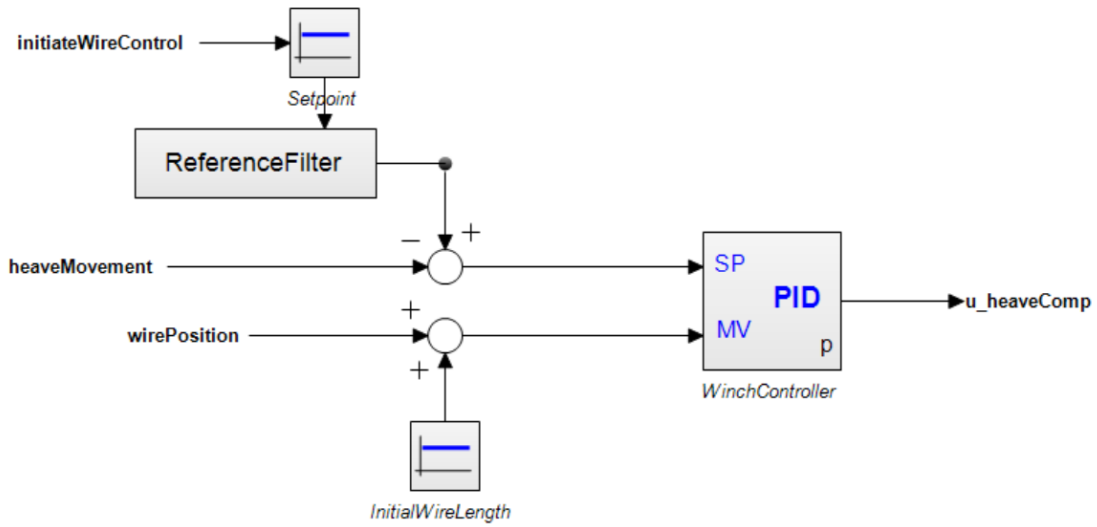 initiateWireControl
Setpoint
ReferenceFilter
− +
heaveMovement
SP
PID
u_heaveComp
+
wirePosition
MV
p
+
WinchController
InitialWireLength